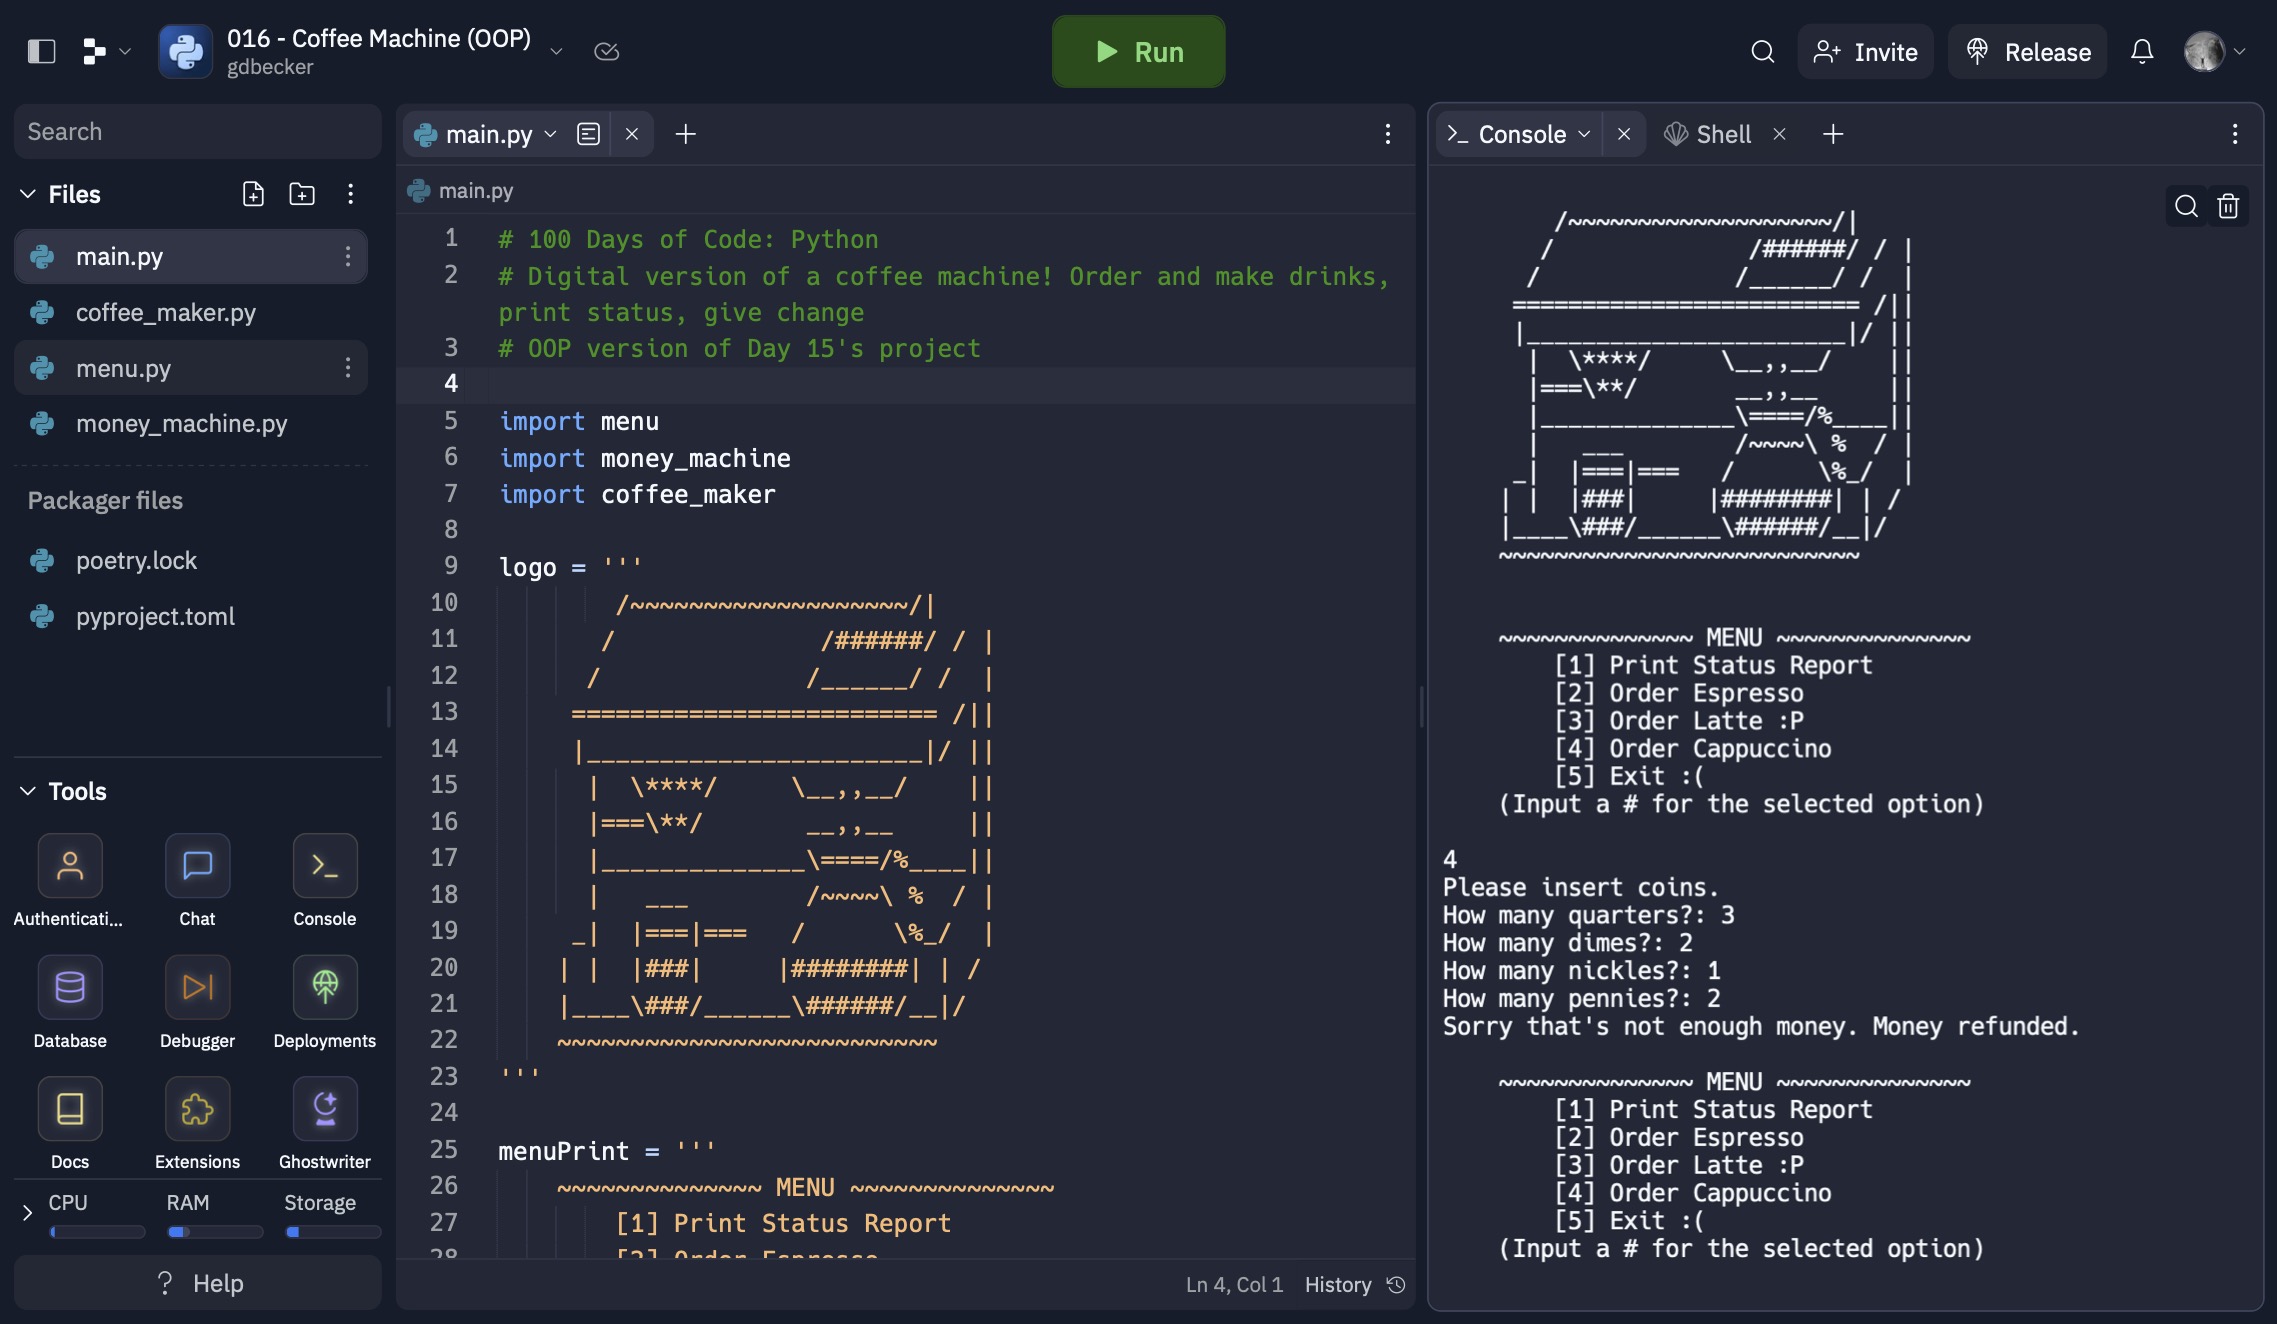 016 - Coffee Machine (OOP)
gdbecker
Run
Invite
Release
Search
Files
main.py
coffee_maker.py
menu.py
money_machine.py
Packager files
poetry.lock
pyproject.toml
Tools
Authenticati...
Chat
Console
Database
Debugger
Deployments
Docs
Extensions
Ghostwriter
CPU
RAM
Storage
? Help
main.py
main.py
1 # 100 Days of Code: Python
2 # Digital version of a coffee machine! Order and make drinks,
print status, give change
3 # OOP version of Day 15's project
4
5 import menu
6 import money_machine
7 import coffee_maker
8
9 logo = '''
10         /~~~~~~~~~~~~~~~~~~~/|
11        /              /######/ / |
12       /              /______/ /  |
13      ========================= /||
14      |_______________________|/ ||
15       |  \****/     \__,,__/    ||
16       |===\**/       __,,__     ||
17       |______________\====/%____||
18       |   ___        /~~~~\ %  / |
19      _|  |===|===   /      \%_/  |
20     | |  |###|     |########| | /
21     |____\###/______\######/__|/
22     ~~~~~~~~~~~~~~~~~~~~~~~~~~
23 '''
24
25 menuPrint = '''
26     ~~~~~~~~~~~~~~ MENU ~~~~~~~~~~~~~~
27         [1] Print Status Report
28         [2] Order Espresso
Ln 4, Col 1 History
Console
Shell
         /~~~~~~~~~~~~~~~~~~~/|
        /              /######/ / |
       /              /______/ /  |
      ========================= /||
      |_______________________|/ ||
       |  \****/     \__,,__/    ||
       |===\**/       __,,__     ||
       |______________\====/%____||
       |   ___        /~~~~\ %  / |
      _|  |===|===   /      \%_/  |
     | |  |###|     |########| | /
     |____\###/______\######/__|/
     ~~~~~~~~~~~~~~~~~~~~~~~~~~
    ~~~~~~~~~~~~~~ MENU ~~~~~~~~~~~~~~
        [1] Print Status Report
        [2] Order Espresso
        [3] Order Latte :P
        [4] Order Cappuccino
        [5] Exit :(
    (Input a # for the selected option)
4
Please insert coins.
How many quarters?: 3
How many dimes?: 2
How many nickles?: 1
How many pennies?: 2
Sorry that's not enough money. Money refunded.
    ~~~~~~~~~~~~~~ MENU ~~~~~~~~~~~~~~
        [1] Print Status Report
        [2] Order Espresso
        [3] Order Latte :P
        [4] Order Cappuccino
        [5] Exit :(
    (Input a # for the selected option)